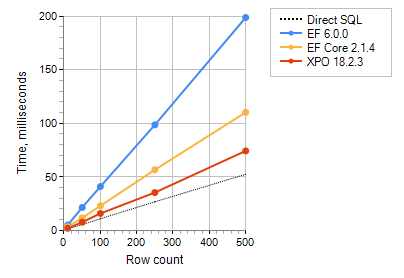 200
150
100
50
0
Time, milliseconds
0
100
200
300
400
500
Row count
Direct SQL
EF 6.0.0
EF Core 2.1.4
XPO 18.2.3